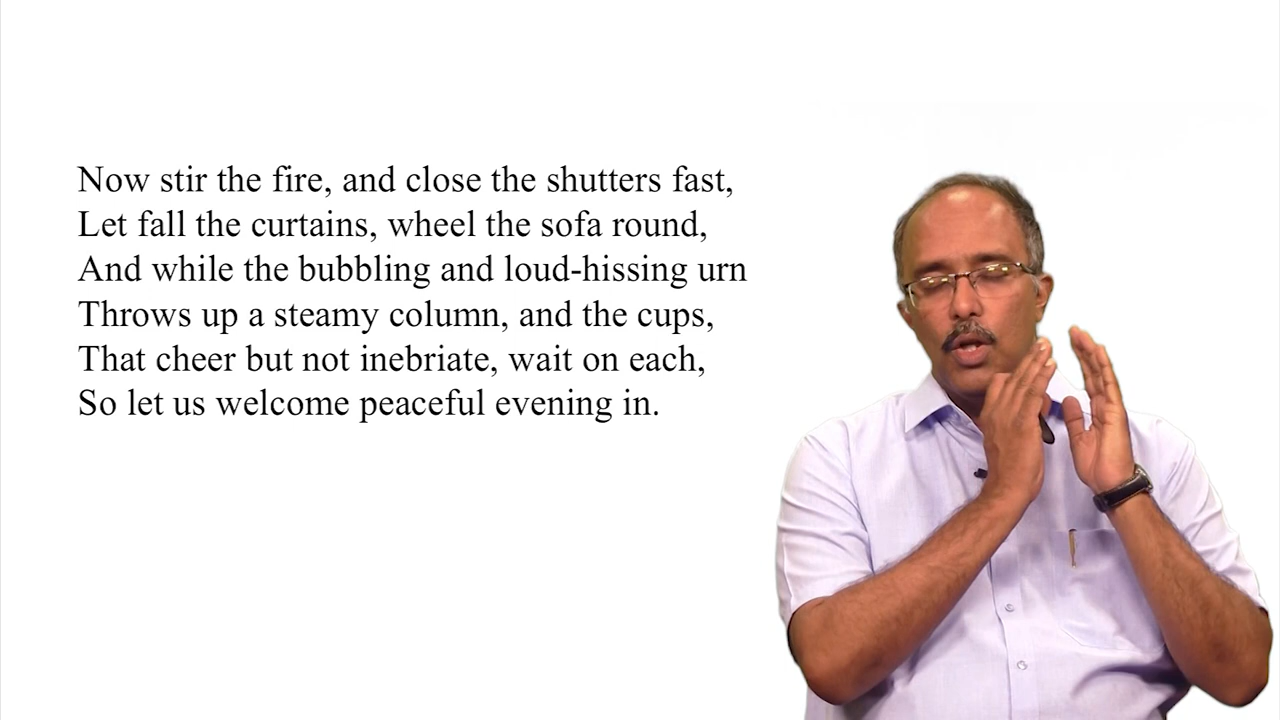 Now stir the fire, and close the shutters fast,
Let fall the curtains, wheel the sofa round,
And while the bubbling and loud-hissing urn
Throws up a steamy column, and the cups,
That cheer but not inebriate, wait on each,
So let us welcome peaceful evening in.